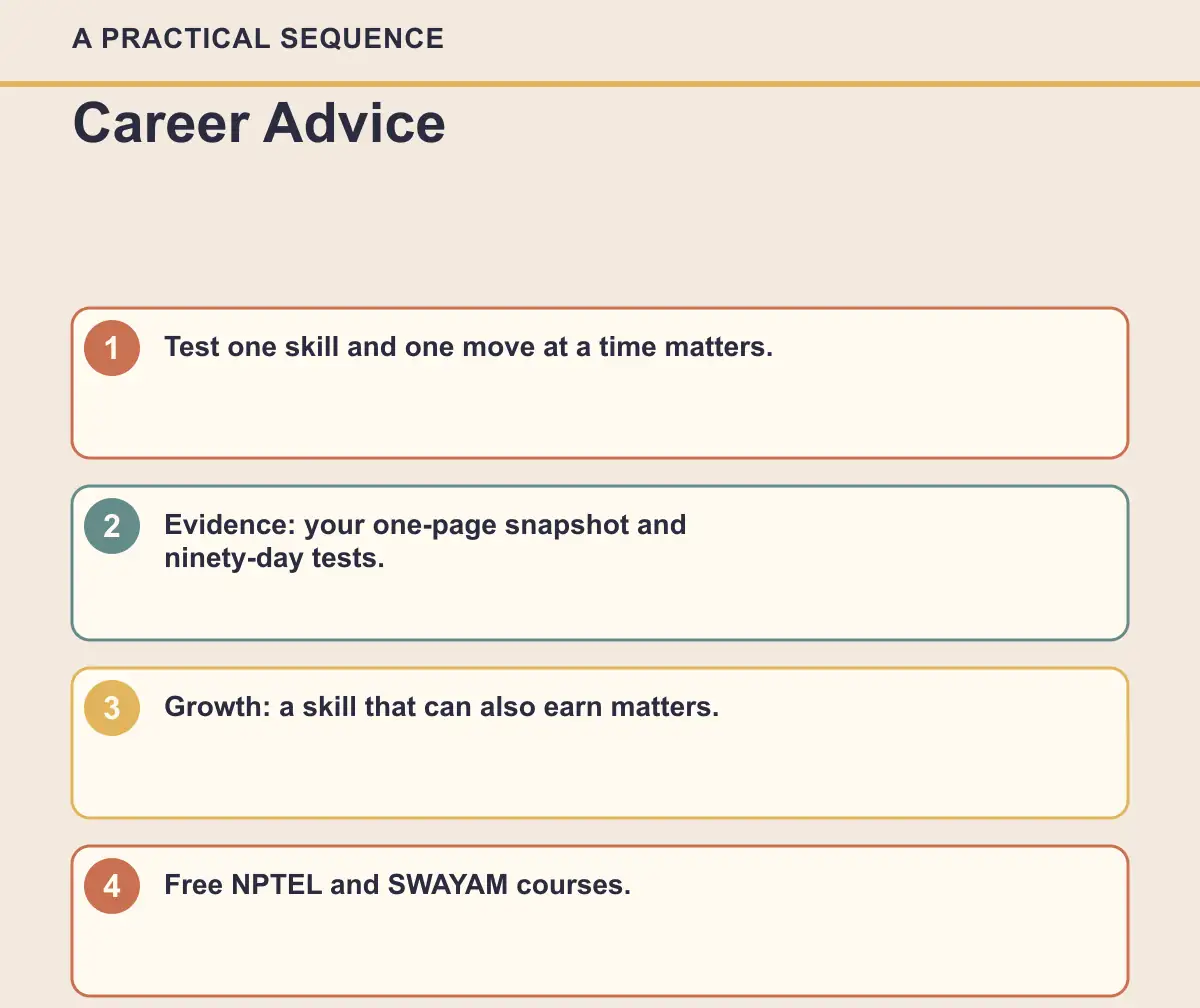 A PRACTICAL SEQUENCE
Career Advice
1
Test one skill and one move at a time matters.
2
Evidence: your one-page snapshot and
ninety-day tests.
3
Growth: a skill that can also earn matters.
4
Free NPTEL and SWAYAM courses.